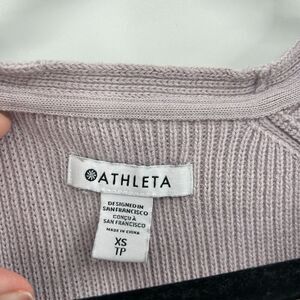 ATHLETA
DESIGNED IN
SAN FRANCISCO
CONÇU À
SAN FRANCISCO
MADE IN CHINA
XS
TP